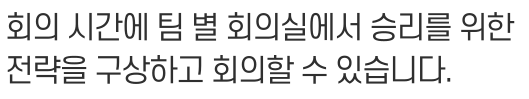 회의 시간에 팀 별 회의실에서 승리를 위한
전략을 구상하고 회의할 수 있습니다.